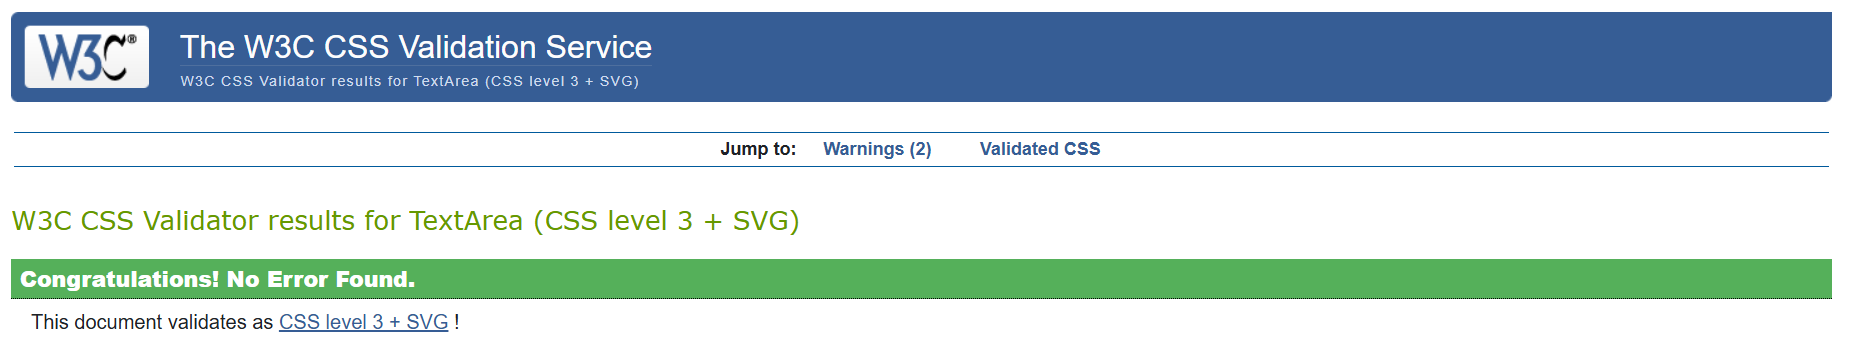 W3C®
The W3C CSS Validation Service
W3C CSS Validator results for TextArea (CSS level 3 + SVG)
Jump to: Warnings (2) Validated CSS
W3C CSS Validator results for TextArea (CSS level 3 + SVG)
Congratulations! No Error Found.
This document validates as CSS level 3 + SVG !